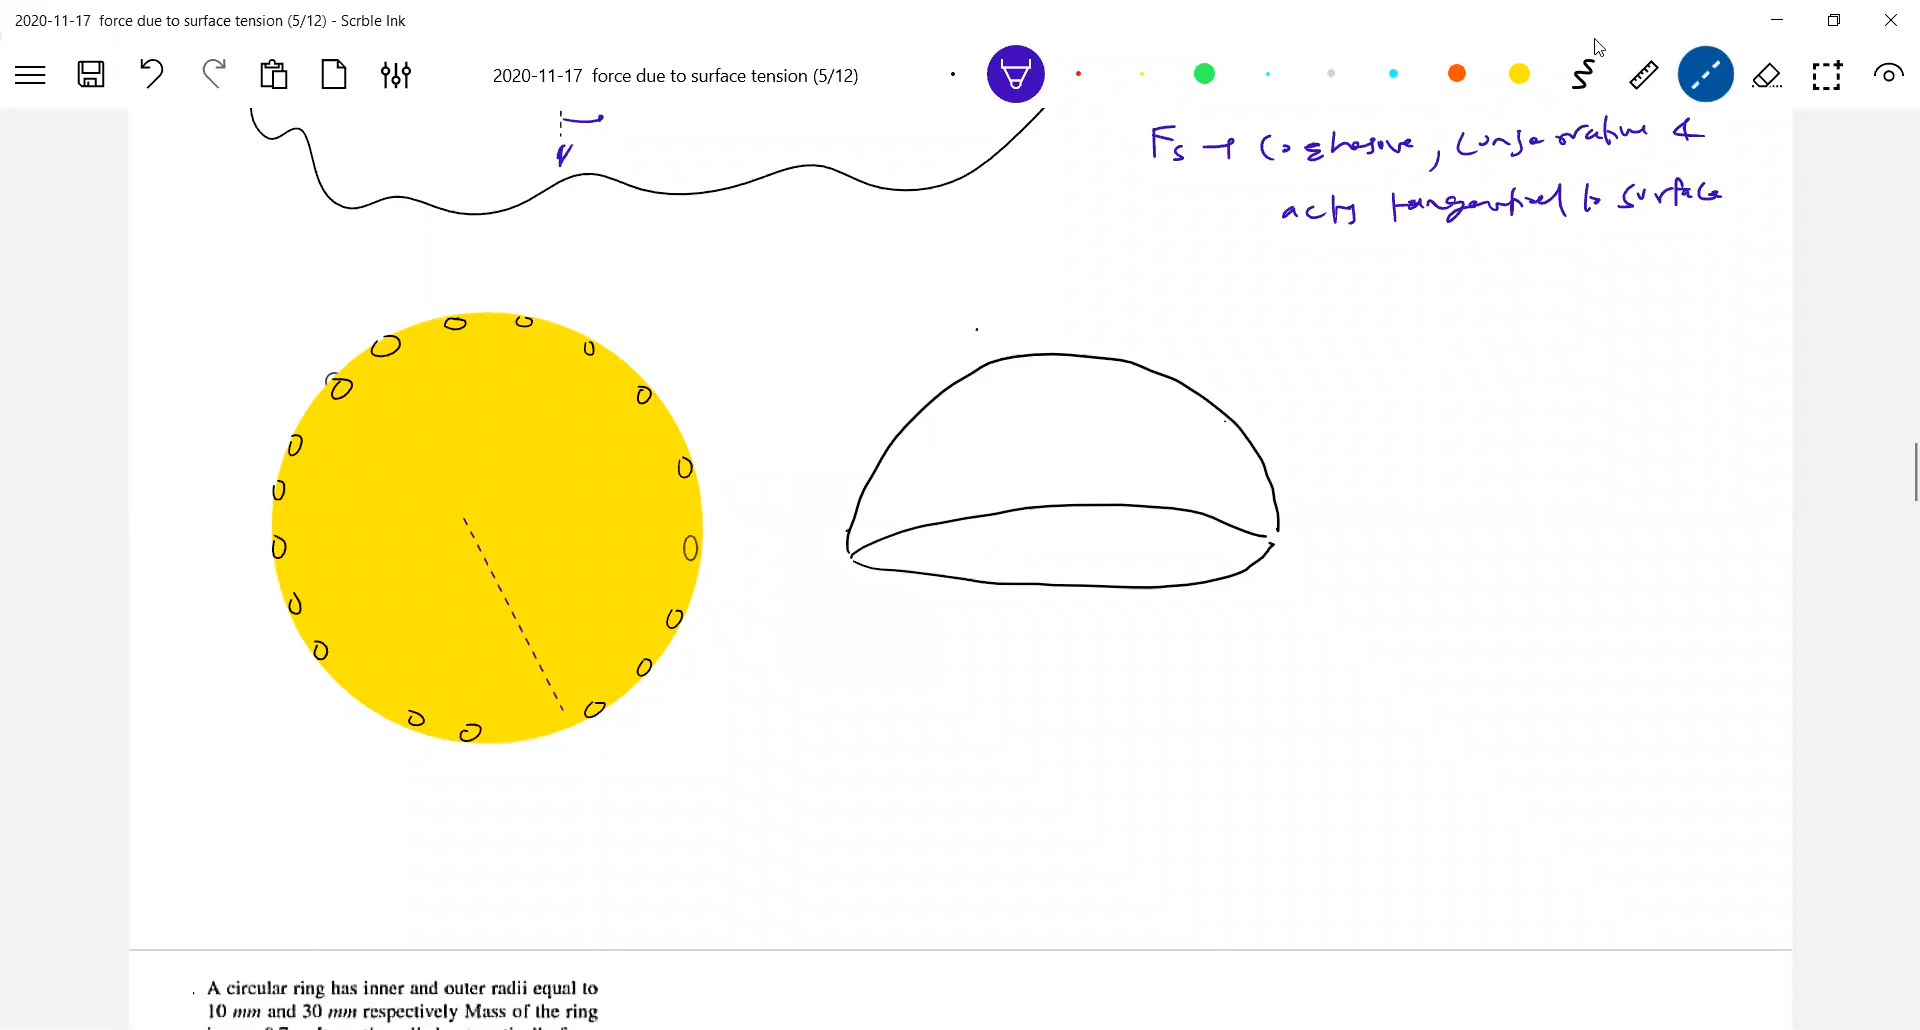 2020-11-17 force due to surface tension (5/12) - Scrble Ink
2020-11-17 force due to surface tension (5/12)
Fs → Cohesive, Conservative &
acts tangential to surface
. A circular ring has inner and outer radii equal to
10 mm and 30 mm respectively Mass of the ring